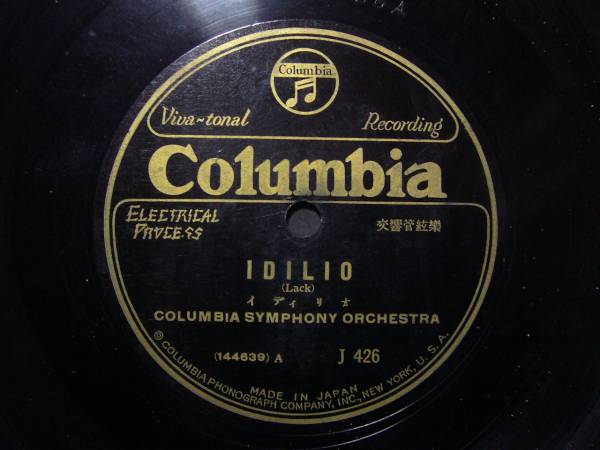 Columbia
Viva-tonal Recording
Columbia
ELECTRICAL
PROCESS
交響管絃樂
IDILIO
(Lack)
イディリオ
COLUMBIA SYMPHONY ORCHESTRA
(144639) A J 426
© COLUMBIA PHONOGRAPH COMPANY, INC., NEW YORK, U. S. A.
MADE IN JAPAN